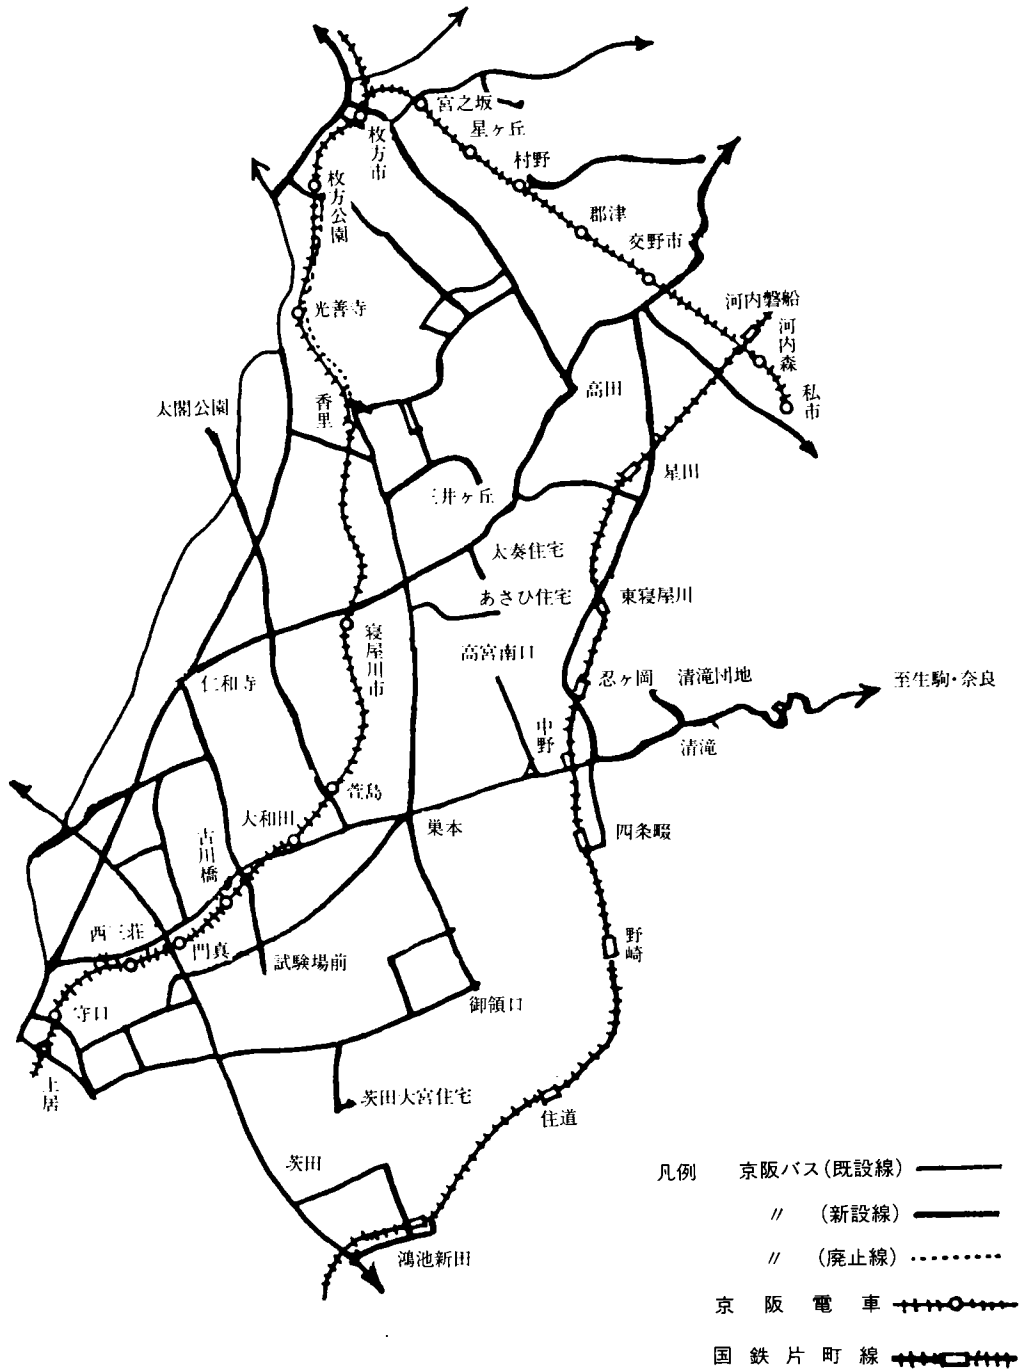 宮之坂
星ヶ丘
枚方市
村野
枚方公園
郡津
交野市
河内磐船
光善寺
河内森
香里
高田
私市
太閤公園
星田
三井ヶ丘
太奏住宅
あさひ住宅
東寝屋川
寝屋川市
高宮南口
仁和寺
忍ヶ岡
清滝団地
至生駒・奈良
中野
清滝
萱島
大和田
巣本
四条畷
古川橋
西三荘
門真
試験場前
野崎
御領口
守口
土居
茨田大宮住宅
住道
茨田
鴻池新田
凡例 京阪バス(既設線)
〃 (新設線)
〃 (廃止線)
京阪電車
国鉄片町線